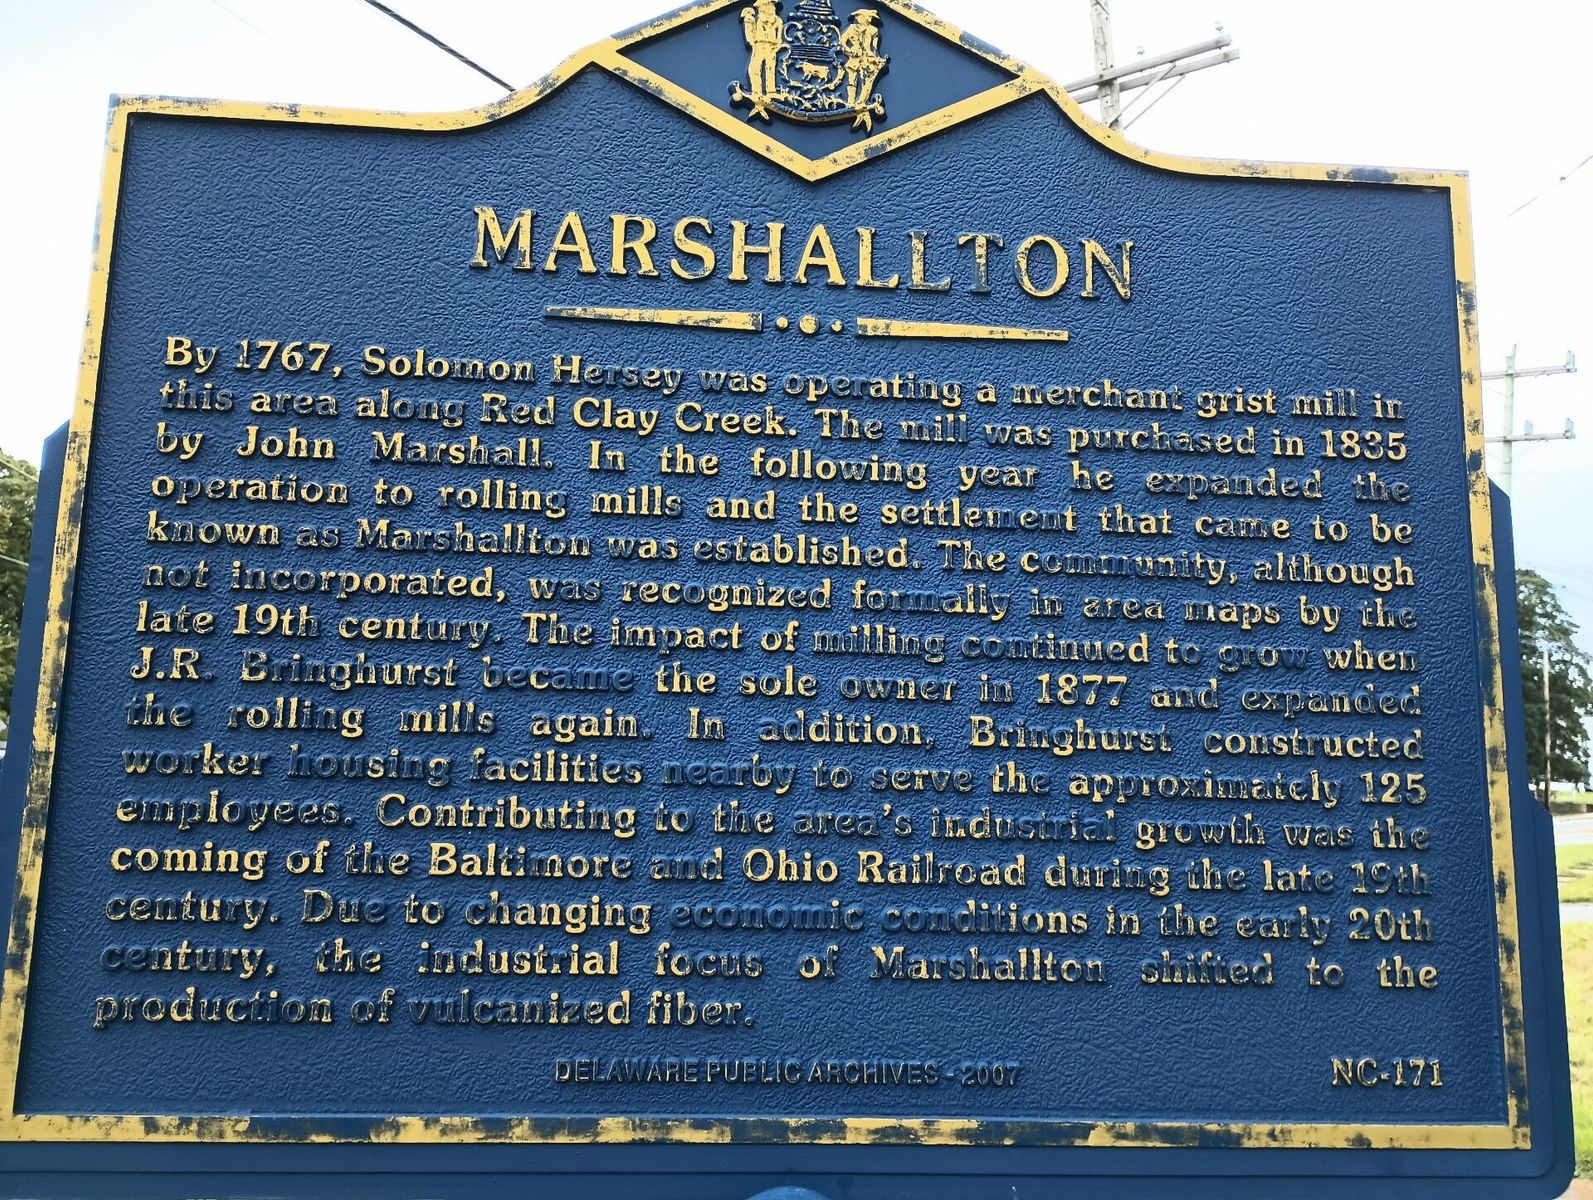 MARSHALLTON
By 1767, Solomon Hersey was operating a merchant grist mill in
this area along Red Clay Creek. The mill was purchased in 1835
by John Marshall. In the following year he expanded the
operation to rolling mills and the settlement that came to be
known as Marshallton was established. The community, although
not incorporated, was recognized formally in area maps by the
late 19th century. The impact of milling continued to grow when
J.R. Bringhurst became the sole owner in 1877 and expanded
the rolling mills again. In addition, Bringhurst constructed
worker housing facilities nearby to serve the approximately 125
employees. Contributing to the area's industrial growth was the
coming of the Baltimore and Ohio Railroad during the late 19th
century. Due to changing economic conditions in the early 20th
century, the industrial focus of Marshallton shifted to the
production of vulcanized fiber.
DELAWARE PUBLIC ARCHIVES - 2007 NC-171